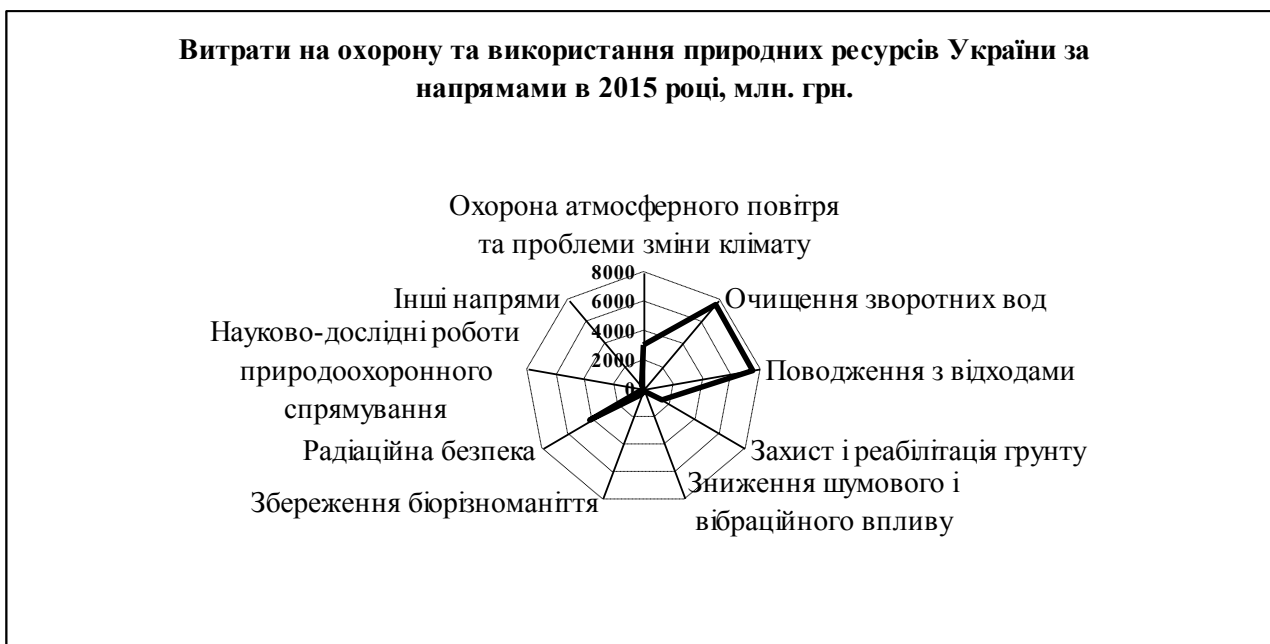 Витрати на охорону та використання природних ресурсів України за
напрямами в 2015 році, млн. грн.
Охорона атмосферного повітря
та проблеми зміни клімату
8000
6000
4000
2000
0
Очищення зворотних вод
Поводження з відходами
Захист і реабілітація грунту
Зниження шумового і
вібраційного впливу
Збереження біорізноманіття
Радіаційна безпека
Науково-дослідні роботи
природоохоронного
спрямування
Інші напрями